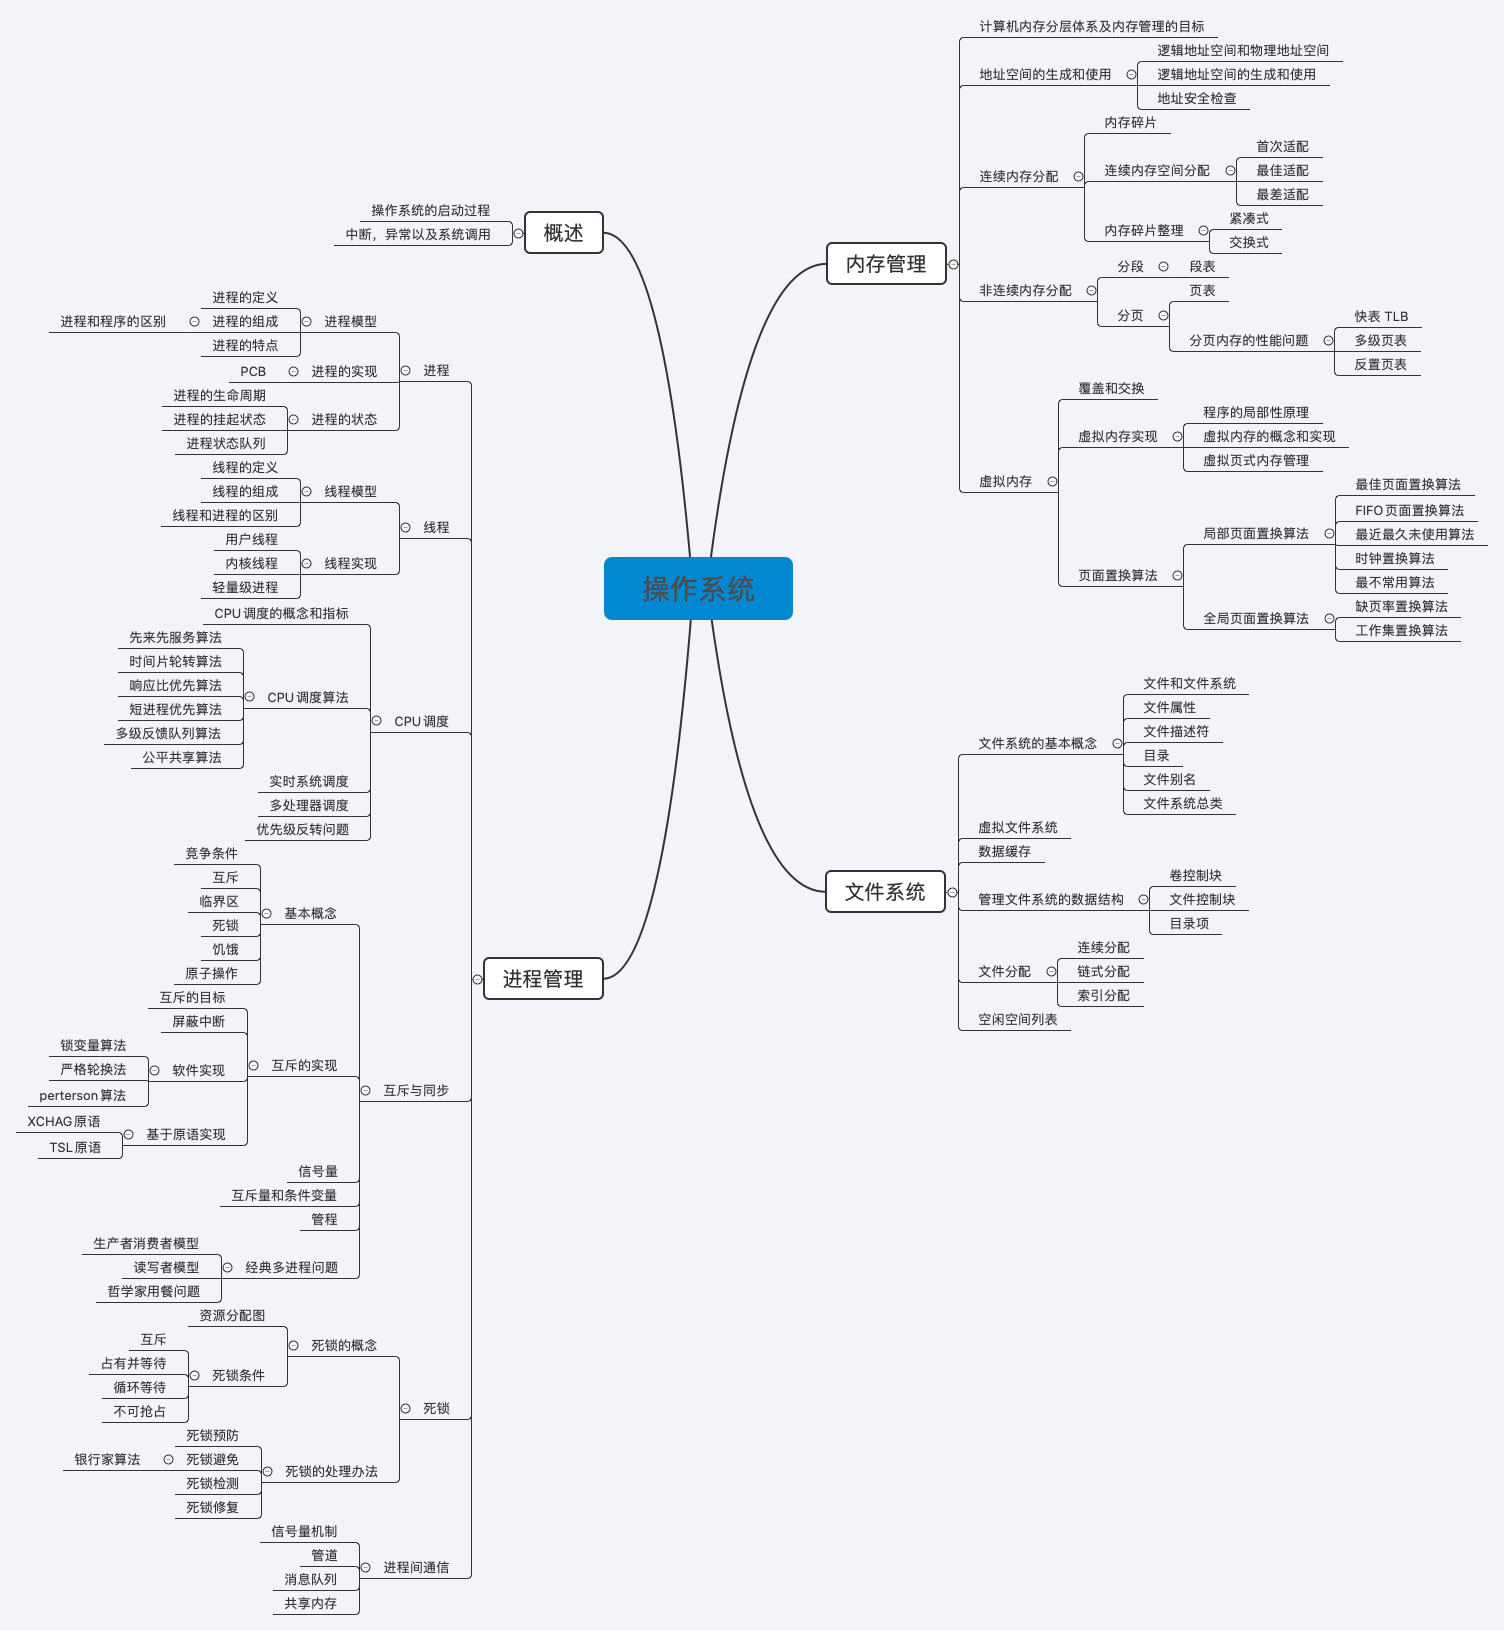 操作系统
概述
操作系统的启动过程
中断，异常以及系统调用
内存管理
计算机内存分层体系及内存管理的目标
地址空间的生成和使用
逻辑地址空间和物理地址空间
逻辑地址空间的生成和使用
地址安全检查
连续内存分配
内存碎片
连续内存空间分配
首次适配
最佳适配
最差适配
内存碎片整理
紧凑式
交换式
非连续内存分配
分段
段表
分页
页表
分页内存的性能问题
快表 TLB
多级页表
反置页表
虚拟内存
覆盖和交换
虚拟内存实现
程序的局部性原理
虚拟内存的概念和实现
虚拟页式内存管理
页面置换算法
局部页面置换算法
最佳页面置换算法
FIFO 页面置换算法
最近最久未使用算法
时钟置换算法
最不常用算法
全局页面置换算法
缺页率置换算法
工作集置换算法
文件系统
文件系统的基本概念
文件和文件系统
文件属性
文件描述符
目录
文件别名
文件系统总类
虚拟文件系统
数据缓存
管理文件系统的数据结构
卷控制块
文件控制块
目录项
文件分配
连续分配
链式分配
索引分配
空闲空间列表
进程管理
进程
进程模型
进程的定义
进程的组成
进程和程序的区别
进程的特点
进程的实现
PCB
进程的状态
进程的生命周期
进程的挂起状态
进程状态队列
线程
线程模型
线程的定义
线程的组成
线程和进程的区别
线程实现
用户线程
内核线程
轻量级进程
CPU 调度
CPU 调度的概念和指标
CPU 调度算法
先来先服务算法
时间片轮转算法
响应比优先算法
短进程优先算法
多级反馈队列算法
公平共享算法
实时系统调度
多处理器调度
优先级反转问题
互斥与同步
基本概念
竞争条件
互斥
临界区
死锁
饥饿
原子操作
互斥的实现
互斥的目标
屏蔽中断
软件实现
锁变量算法
严格轮换法
perterson 算法
基于原语实现
XCHAG 原语
TSL 原语
信号量
互斥量和条件变量
管程
经典多进程问题
生产者消费者模型
读写者模型
哲学家用餐问题
死锁
死锁的概念
资源分配图
死锁条件
互斥
占有并等待
循环等待
不可抢占
死锁的处理办法
死锁预防
死锁避免
银行家算法
死锁检测
死锁修复
进程间通信
信号量机制
管道
消息队列
共享内存